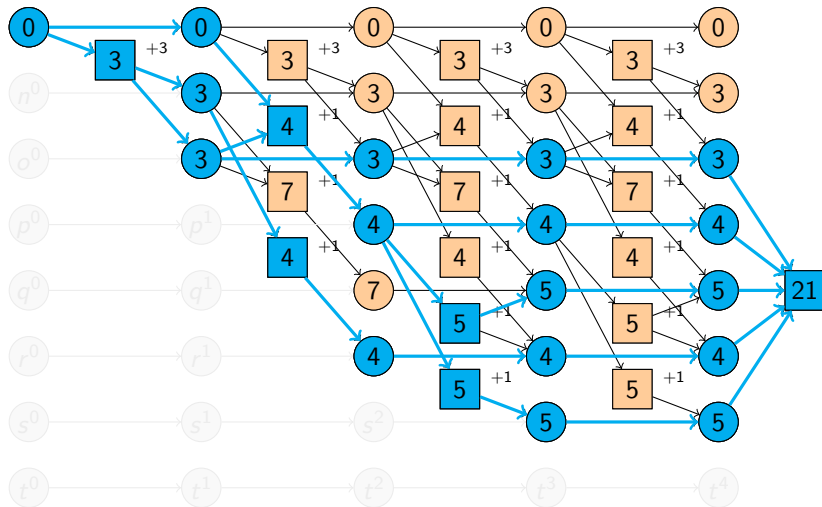 0 0 0 0 0
3 +3 3 +3 3 +3 3 +3
n⁰ 3 3 3 3
4 +1 4 +1 4 +1
o⁰ 3 3 3 3
7 +1 7 +1 7 +1
p⁰ p¹ 4 4 4
4 +1 4 4
q⁰ q¹ 7 5 5 21
5 +1 5 +1
r⁰ r¹ 4 4 4
5 +1 5 +1
s⁰ s¹ s² 5 5
t⁰ t¹ t² t³ t⁴